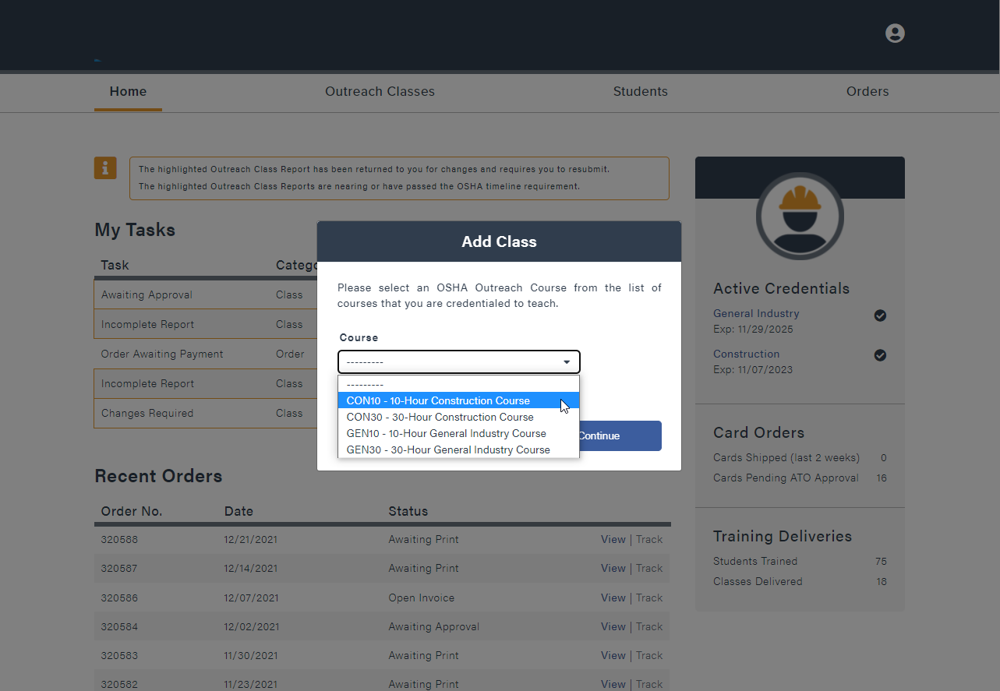 Home Outreach Classes Students Orders
The highlighted Outreach Class Report has been returned to you for changes and requires you to resubmit.
The highlighted Outreach Class Reports are nearing or have passed the OSHA timeline requirement.
My Tasks
Task
Awaiting Approval Class
Incomplete Report Class
Order Awaiting Payment Order
Incomplete Report Class
Changes Required Class
Add Class
Please select an OSHA Outreach Course from the list of
courses that you are credentialed to teach.
Course
---------
---------
CON10 - 10-Hour Construction Course
CON30 - 30-Hour Construction Course
GEN10 - 10-Hour General Industry Course
GEN30 - 30-Hour General Industry Course
Continue
Recent Orders
Order No. Date Status
320588 12/21/2021 Awaiting Print View | Track
320587 12/14/2021 Awaiting Print View | Track
320586 12/07/2021 Open Invoice View | Track
320584 12/02/2021 Awaiting Approval View | Track
320583 11/30/2021 Awaiting Print View | Track
320582 11/23/2021 Awaiting Print View | Track
Active Credentials
General Industry
Exp: 11/29/2025
Construction
Exp: 11/07/2023
Card Orders
Cards Shipped (last 2 weeks) 0
Cards Pending ATO Approval 16
Training Deliveries
Students Trained 75
Classes Delivered 18